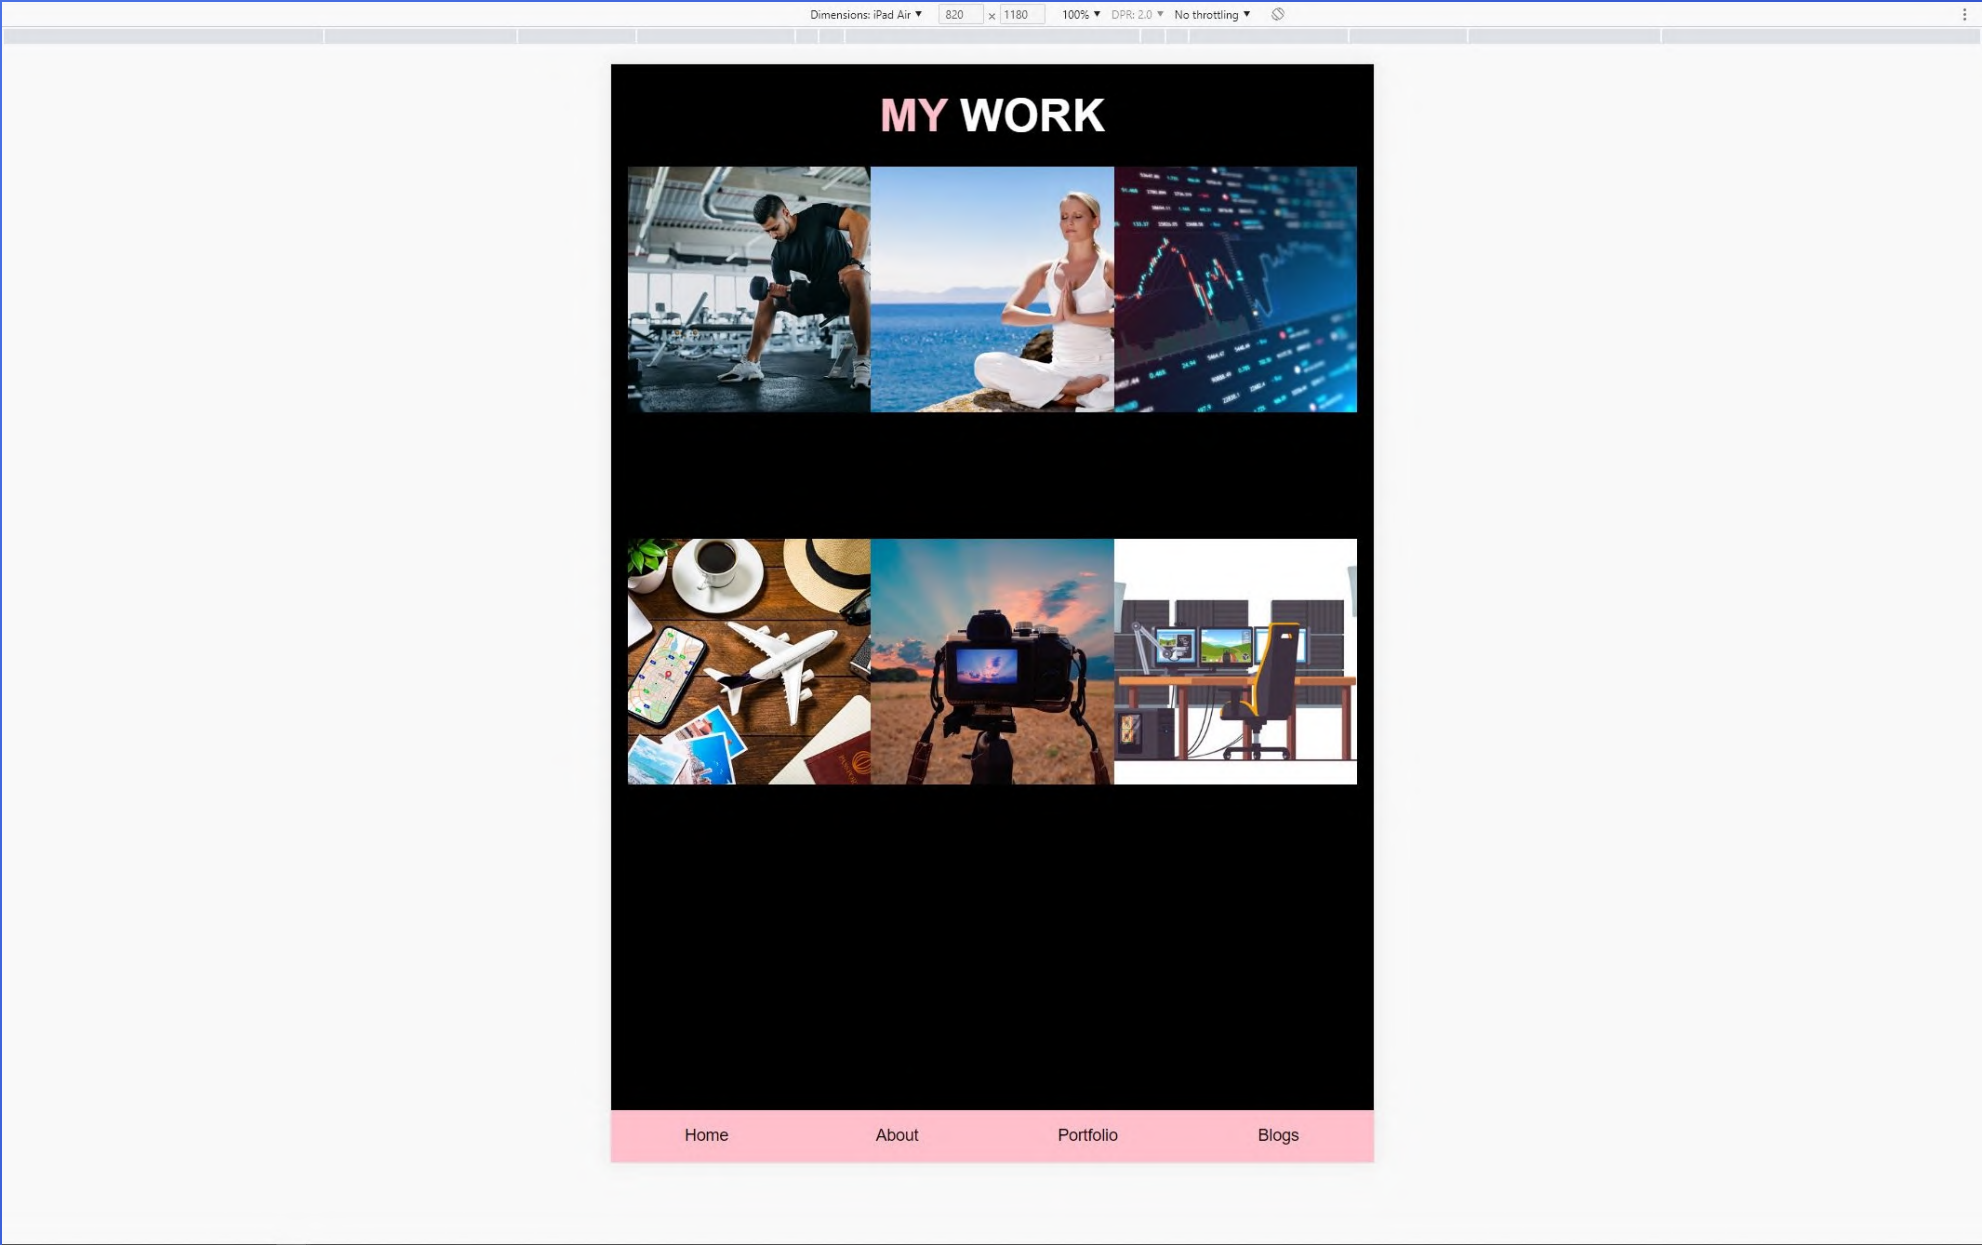 Dimensions: iPad Air ▼ 820 × 1180 100% ▼ DPR: 2.0 ▼ No throttling ▼
MY WORK
Home About Portfolio Blogs